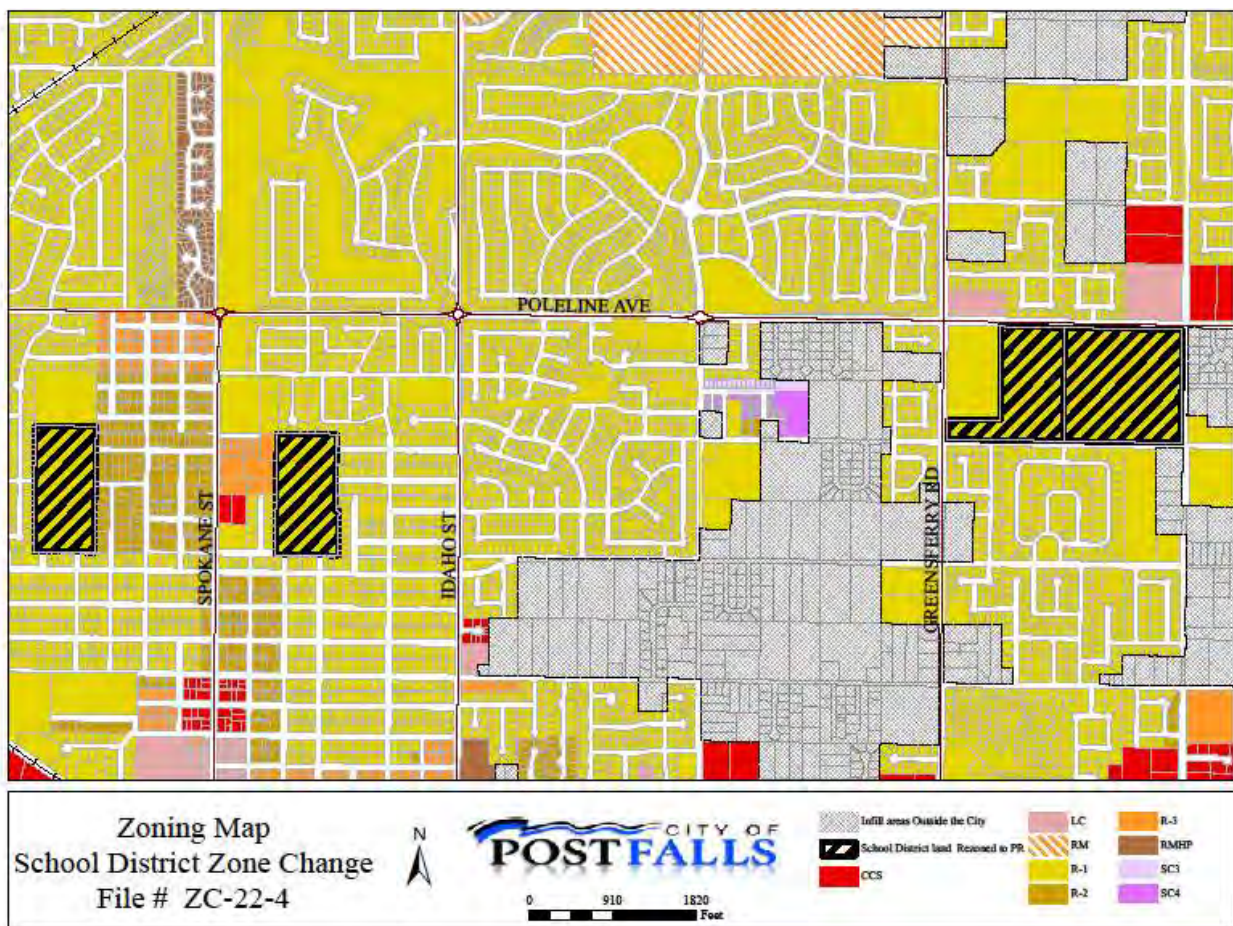 POLELINE AVE
SPOKANE ST
IDAHO ST
GREENSFERRY RD
Zoning Map
School District Zone Change
File # ZC-22-4
N
CITY OF
POST FALLS
0 910 1820
Feet
Infill areas Outside the City
School District land Rezoned to PR
CCS
LC
RM
R-1
R-2
R-3
RMHP
SC3
SC4